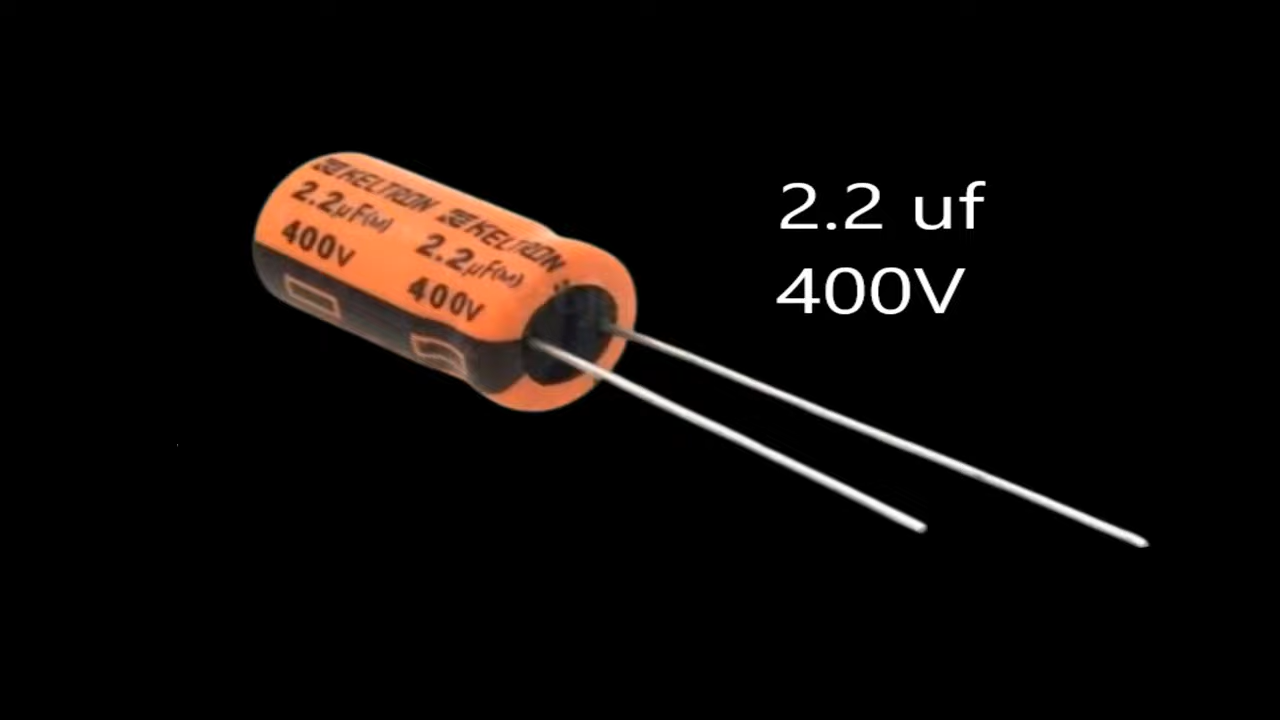 KELTRON KELTRON
2.2µF(M) 2.2µF(M)
400V 400V
2.2 uf
400V